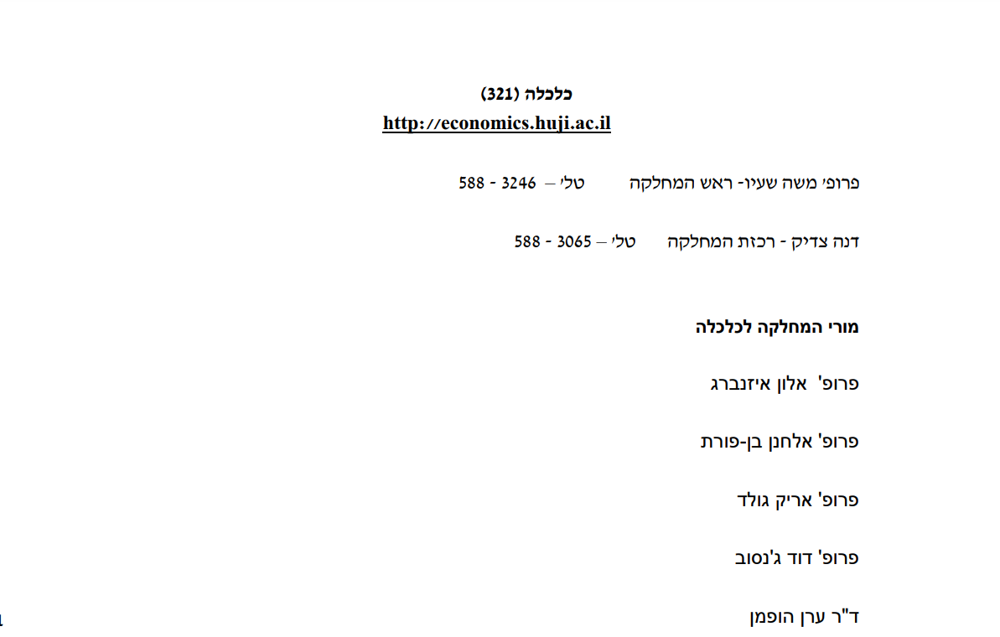 כלכלה (321)
http://economics.huji.ac.il
פרופ' משה שעיו- ראש המחלקה טל' – 3246 - 588
דנה צדיק - רכזת המחלקה טל' – 3065 - 588
מורי המחלקה לכלכלה
פרופ' אלון איזנברג
פרופ' אלחנן בן-פורת
פרופ' אריק גולד
פרופ' דוד ג'נסוב
ד"ר ערן הופמן